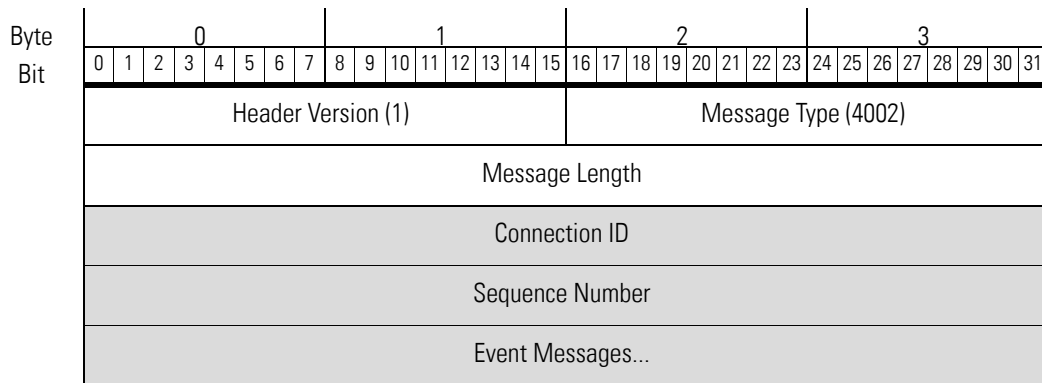 Byte 0 1 2 3
Bit 0 1 2 3 4 5 6 7 8 9 10 11 12 13 14 15 16 17 18 19 20 21 22 23 24 25 26 27 28 29 30 31
Header Version (1) Message Type (4002)
Message Length
Connection ID
Sequence Number
Event Messages...